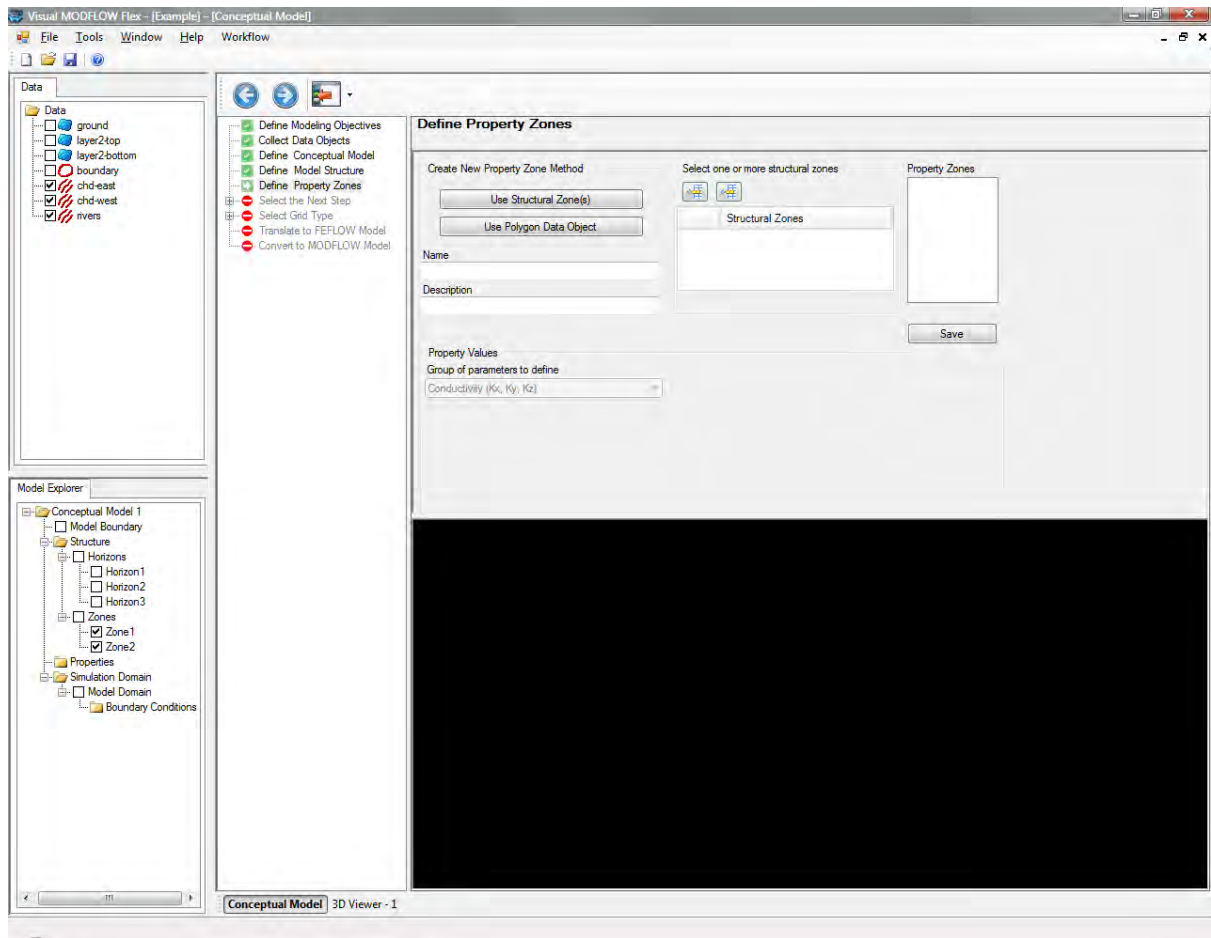 Visual MODFLOW Flex - [Example] - [Conceptual Model]
File Tools Window Help Workflow
Data
Data
ground
layer2-top
layer2-bottom
boundary
chd-east
chd-west
rivers
Define Modeling Objectives
Collect Data Objects
Define Conceptual Model
Define Model Structure
Define Property Zones
Select the Next Step
Select Grid Type
Translate to FEFLOW Model
Convert to MODFLOW Model
Define Property Zones
Create New Property Zone Method
Use Structural Zone(s)
Use Polygon Data Object
Name
Description
Select one or more structural zones
Structural Zones
Property Zones
Save
Property Values
Group of parameters to define
Conductivity (Kx, Ky, Kz)
Model Explorer
Conceptual Model 1
Model Boundary
Structure
Horizons
Horizon1
Horizon2
Horizon3
Zones
Zone1
Zone2
Properties
Simulation Domain
Model Domain
Boundary Conditions
Conceptual Model 3D Viewer - 1